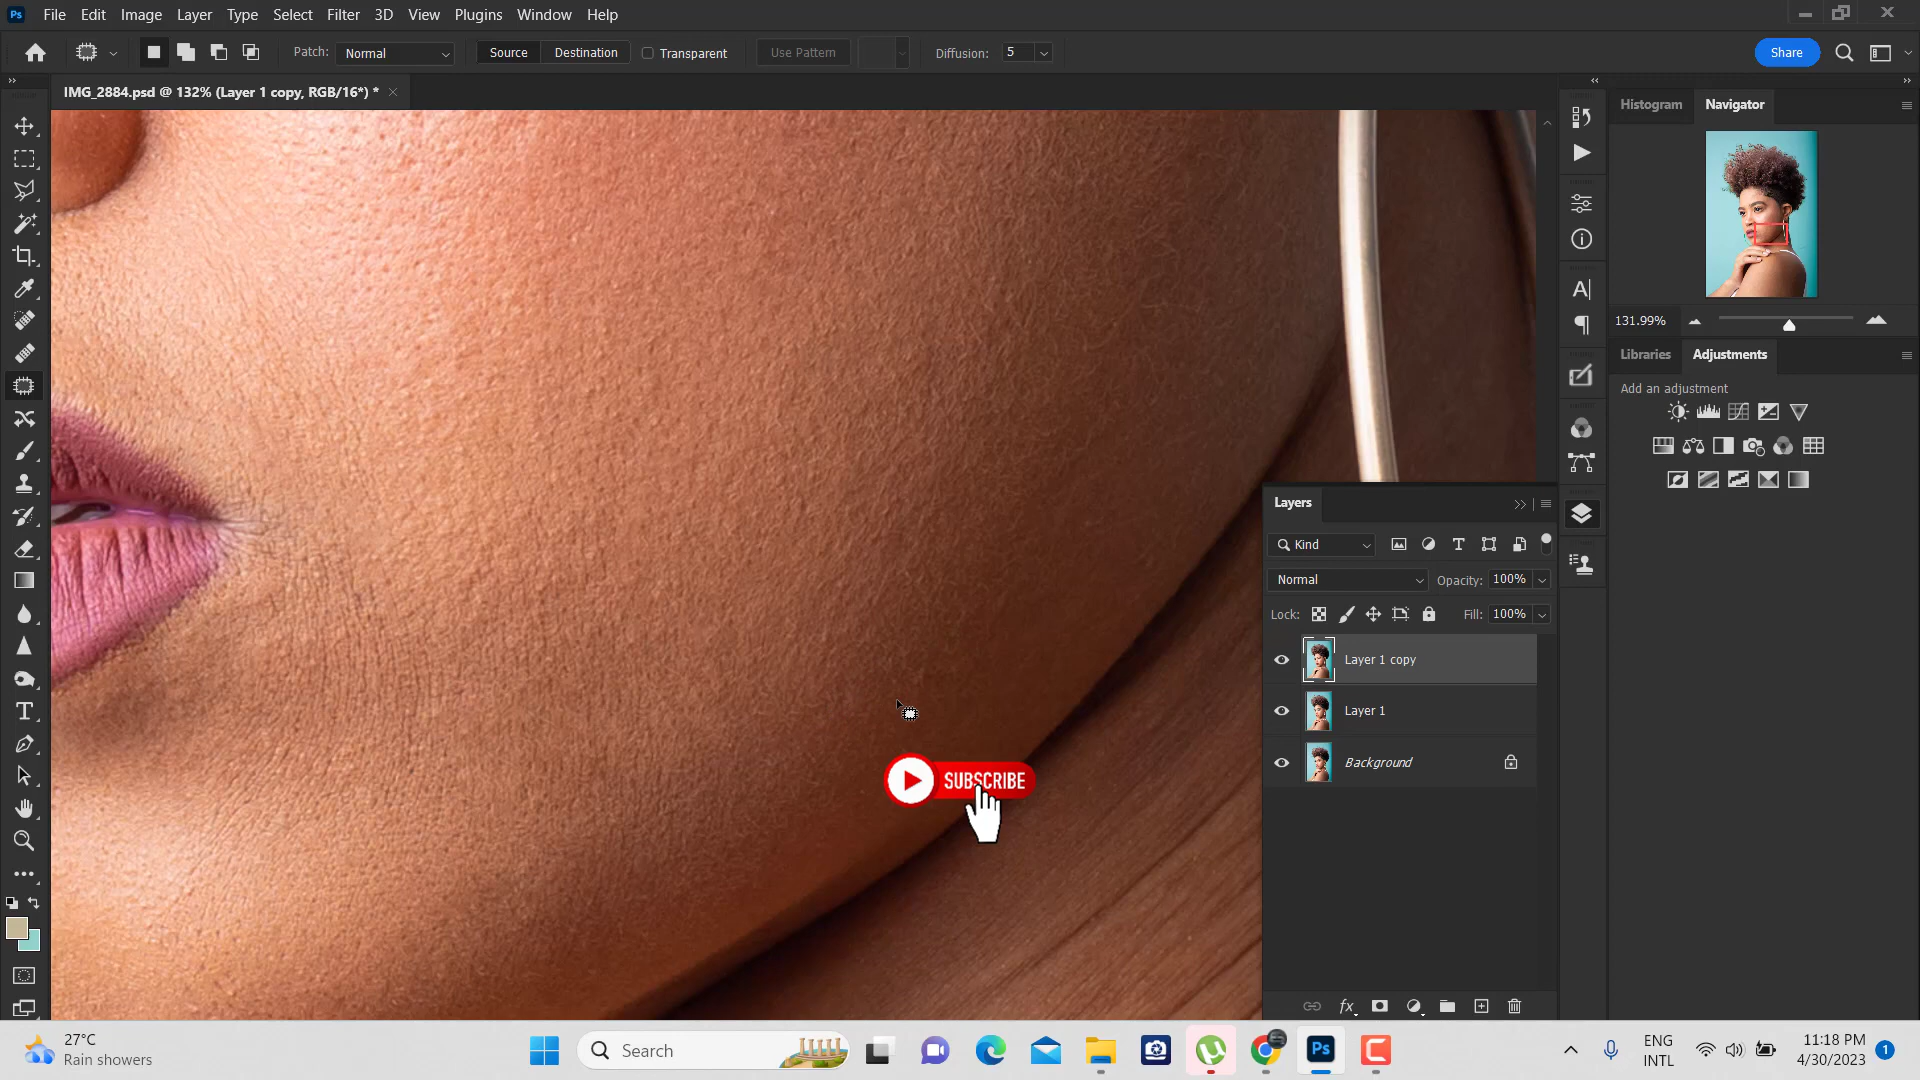 Ps File Edit Image Layer Type Select Filter 3D View Plugins Window Help
Patch: Normal Source Destination Transparent Use Pattern Diffusion: 5 Share
IMG_2884.psd @ 132% (Layer 1 copy, RGB/16*) *
Histogram Navigator
131.99%
Libraries Adjustments
Add an adjustment
Layers
Kind
Normal Opacity: 100%
Lock: Fill: 100%
Layer 1 copy
Layer 1
Background
SUBSCRIBE
27°C
Rain showers
Search
Ps
ENG
INTL
11:18 PM
4/30/2023
1